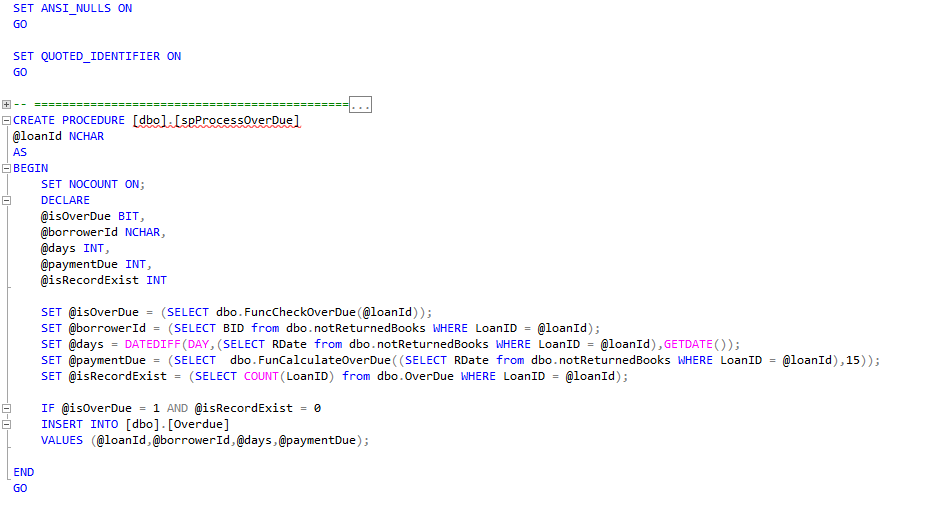 SET ANSI_NULLS ON
GO
SET QUOTED_IDENTIFIER ON
GO
-- =============================================...
CREATE PROCEDURE [dbo].[spProcessOverDue]
@loanId NCHAR
AS
BEGIN
SET NOCOUNT ON;
DECLARE
@isOverDue BIT,
@borrowerId NCHAR,
@days INT,
@paymentDue INT,
@isRecordExist INT
SET @isOverDue = (SELECT dbo.FuncCheckOverDue(@loanId));
SET @borrowerId = (SELECT BID from dbo.notReturnedBooks WHERE LoanID = @loanId);
SET @days = DATEDIFF(DAY,(SELECT RDate from dbo.notReturnedBooks WHERE LoanID = @loanId),GETDATE());
SET @paymentDue = (SELECT  dbo.FunCalculateOverDue((SELECT RDate from dbo.notReturnedBooks WHERE LoanID = @loanId),15));
SET @isRecordExist = (SELECT COUNT(LoanID) from dbo.OverDue WHERE LoanID = @loanId);
IF @isOverDue = 1 AND @isRecordExist = 0
INSERT INTO [dbo].[Overdue]
VALUES (@loanId,@borrowerId,@days,@paymentDue);
END
GO